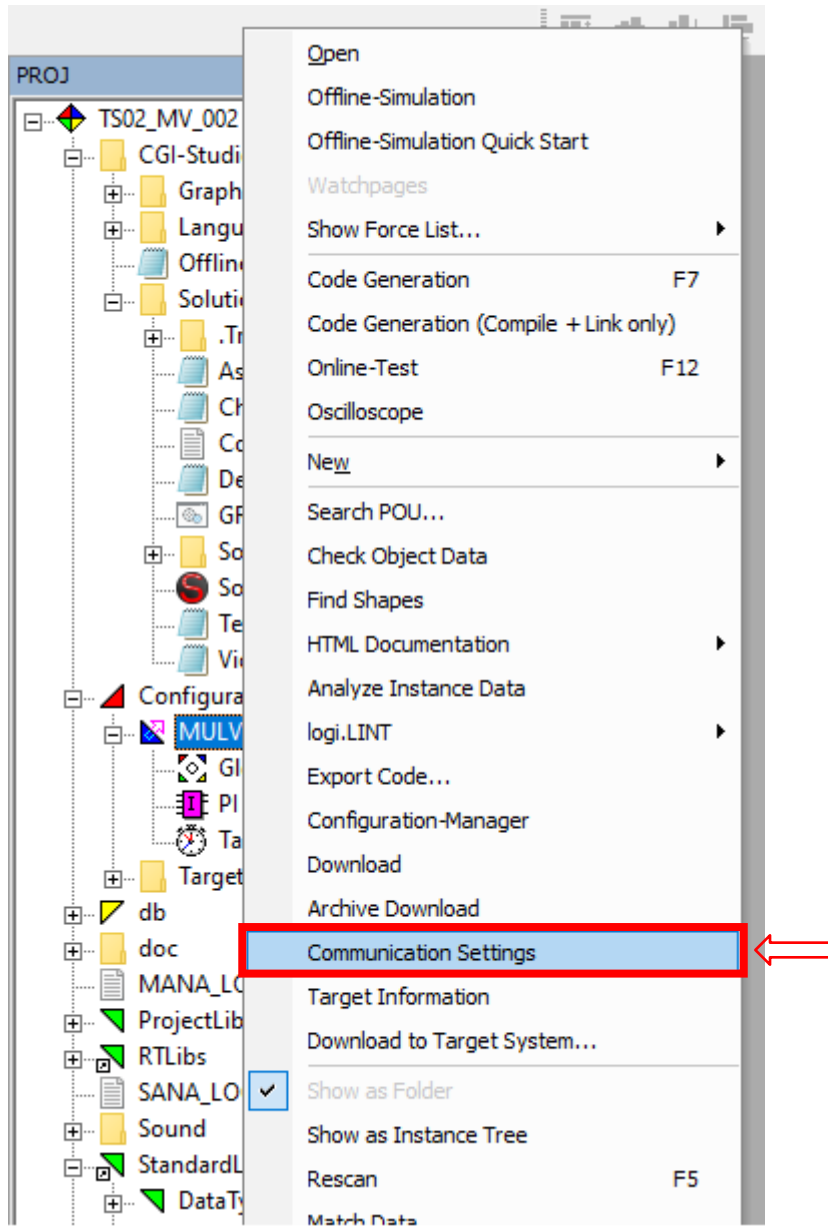 PROJ
TS02_MV_002
CGI-Studi
Graph
Langu
Offlin
Soluti
.Tr
As
Ch
Co
De
GF
So
So
Te
Vi
Configura
MULV
Gl
PI
Ta
Target
db
doc
MANA_LO
ProjectLib
RTLibs
SANA_LO
Sound
StandardL
DataTy
Open
Offline-Simulation
Offline-Simulation Quick Start
Watchpages
Show Force List...
Code Generation F7
Code Generation (Compile + Link only)
Online-Test F12
Oscilloscope
New
Search POU...
Check Object Data
Find Shapes
HTML Documentation
Analyze Instance Data
logi.LINT
Export Code...
Configuration-Manager
Download
Archive Download
Communication Settings
Target Information
Download to Target System...
Show as Folder
Show as Instance Tree
Rescan F5
Match Data